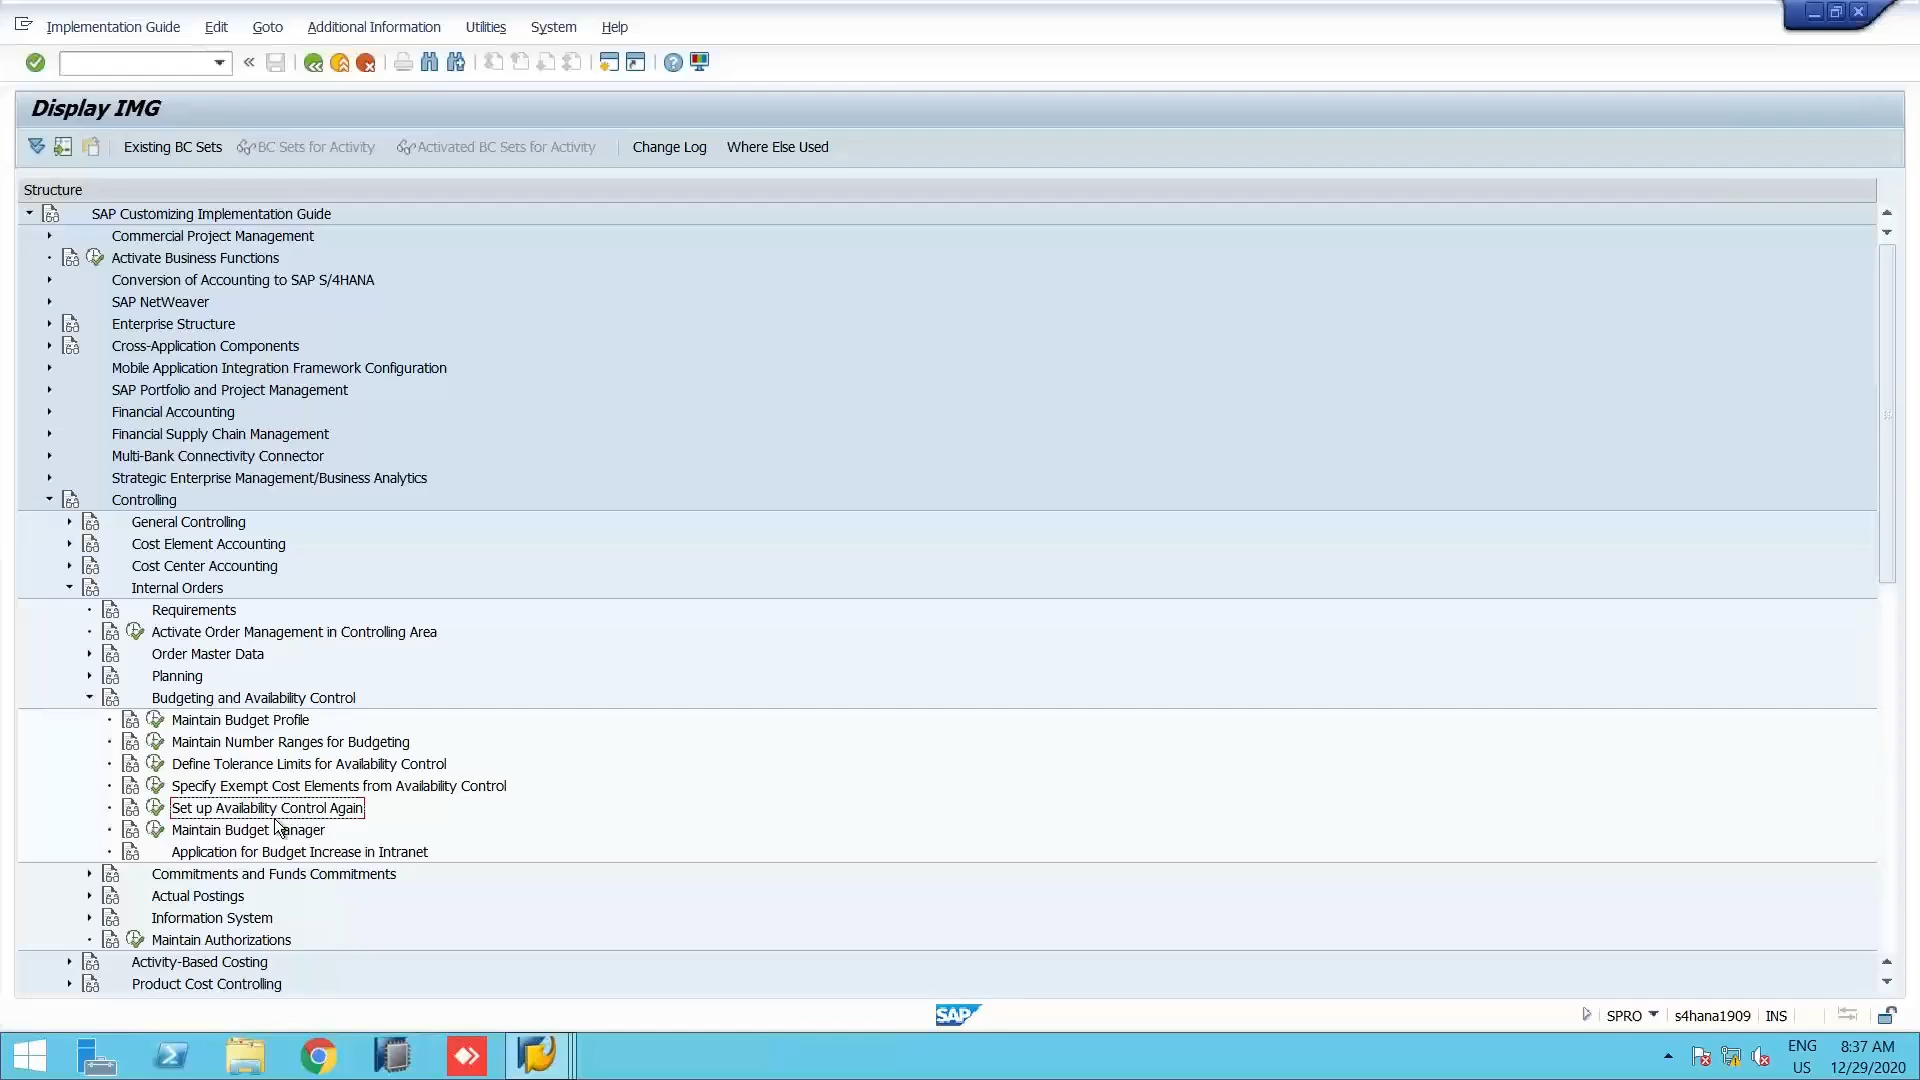 Implementation Guide Edit Goto Additional Information Utilities System Help
Display IMG
Existing BC Sets BC Sets for Activity Activated BC Sets for Activity Change Log Where Else Used
Structure
SAP Customizing Implementation Guide
Commercial Project Management
Activate Business Functions
Conversion of Accounting to SAP S/4HANA
SAP NetWeaver
Enterprise Structure
Cross-Application Components
Mobile Application Integration Framework Configuration
SAP Portfolio and Project Management
Financial Accounting
Financial Supply Chain Management
Multi-Bank Connectivity Connector
Strategic Enterprise Management/Business Analytics
Controlling
General Controlling
Cost Element Accounting
Cost Center Accounting
Internal Orders
Requirements
Activate Order Management in Controlling Area
Order Master Data
Planning
Budgeting and Availability Control
Maintain Budget Profile
Maintain Number Ranges for Budgeting
Define Tolerance Limits for Availability Control
Specify Exempt Cost Elements from Availability Control
Set up Availability Control Again
Maintain Budget Manager
Application for Budget Increase in Intranet
Commitments and Funds Commitments
Actual Postings
Information System
Maintain Authorizations
Activity-Based Costing
Product Cost Controlling
SAP SPRO s4hana1909 INS
ENG 8:37 AM
US 12/29/2020